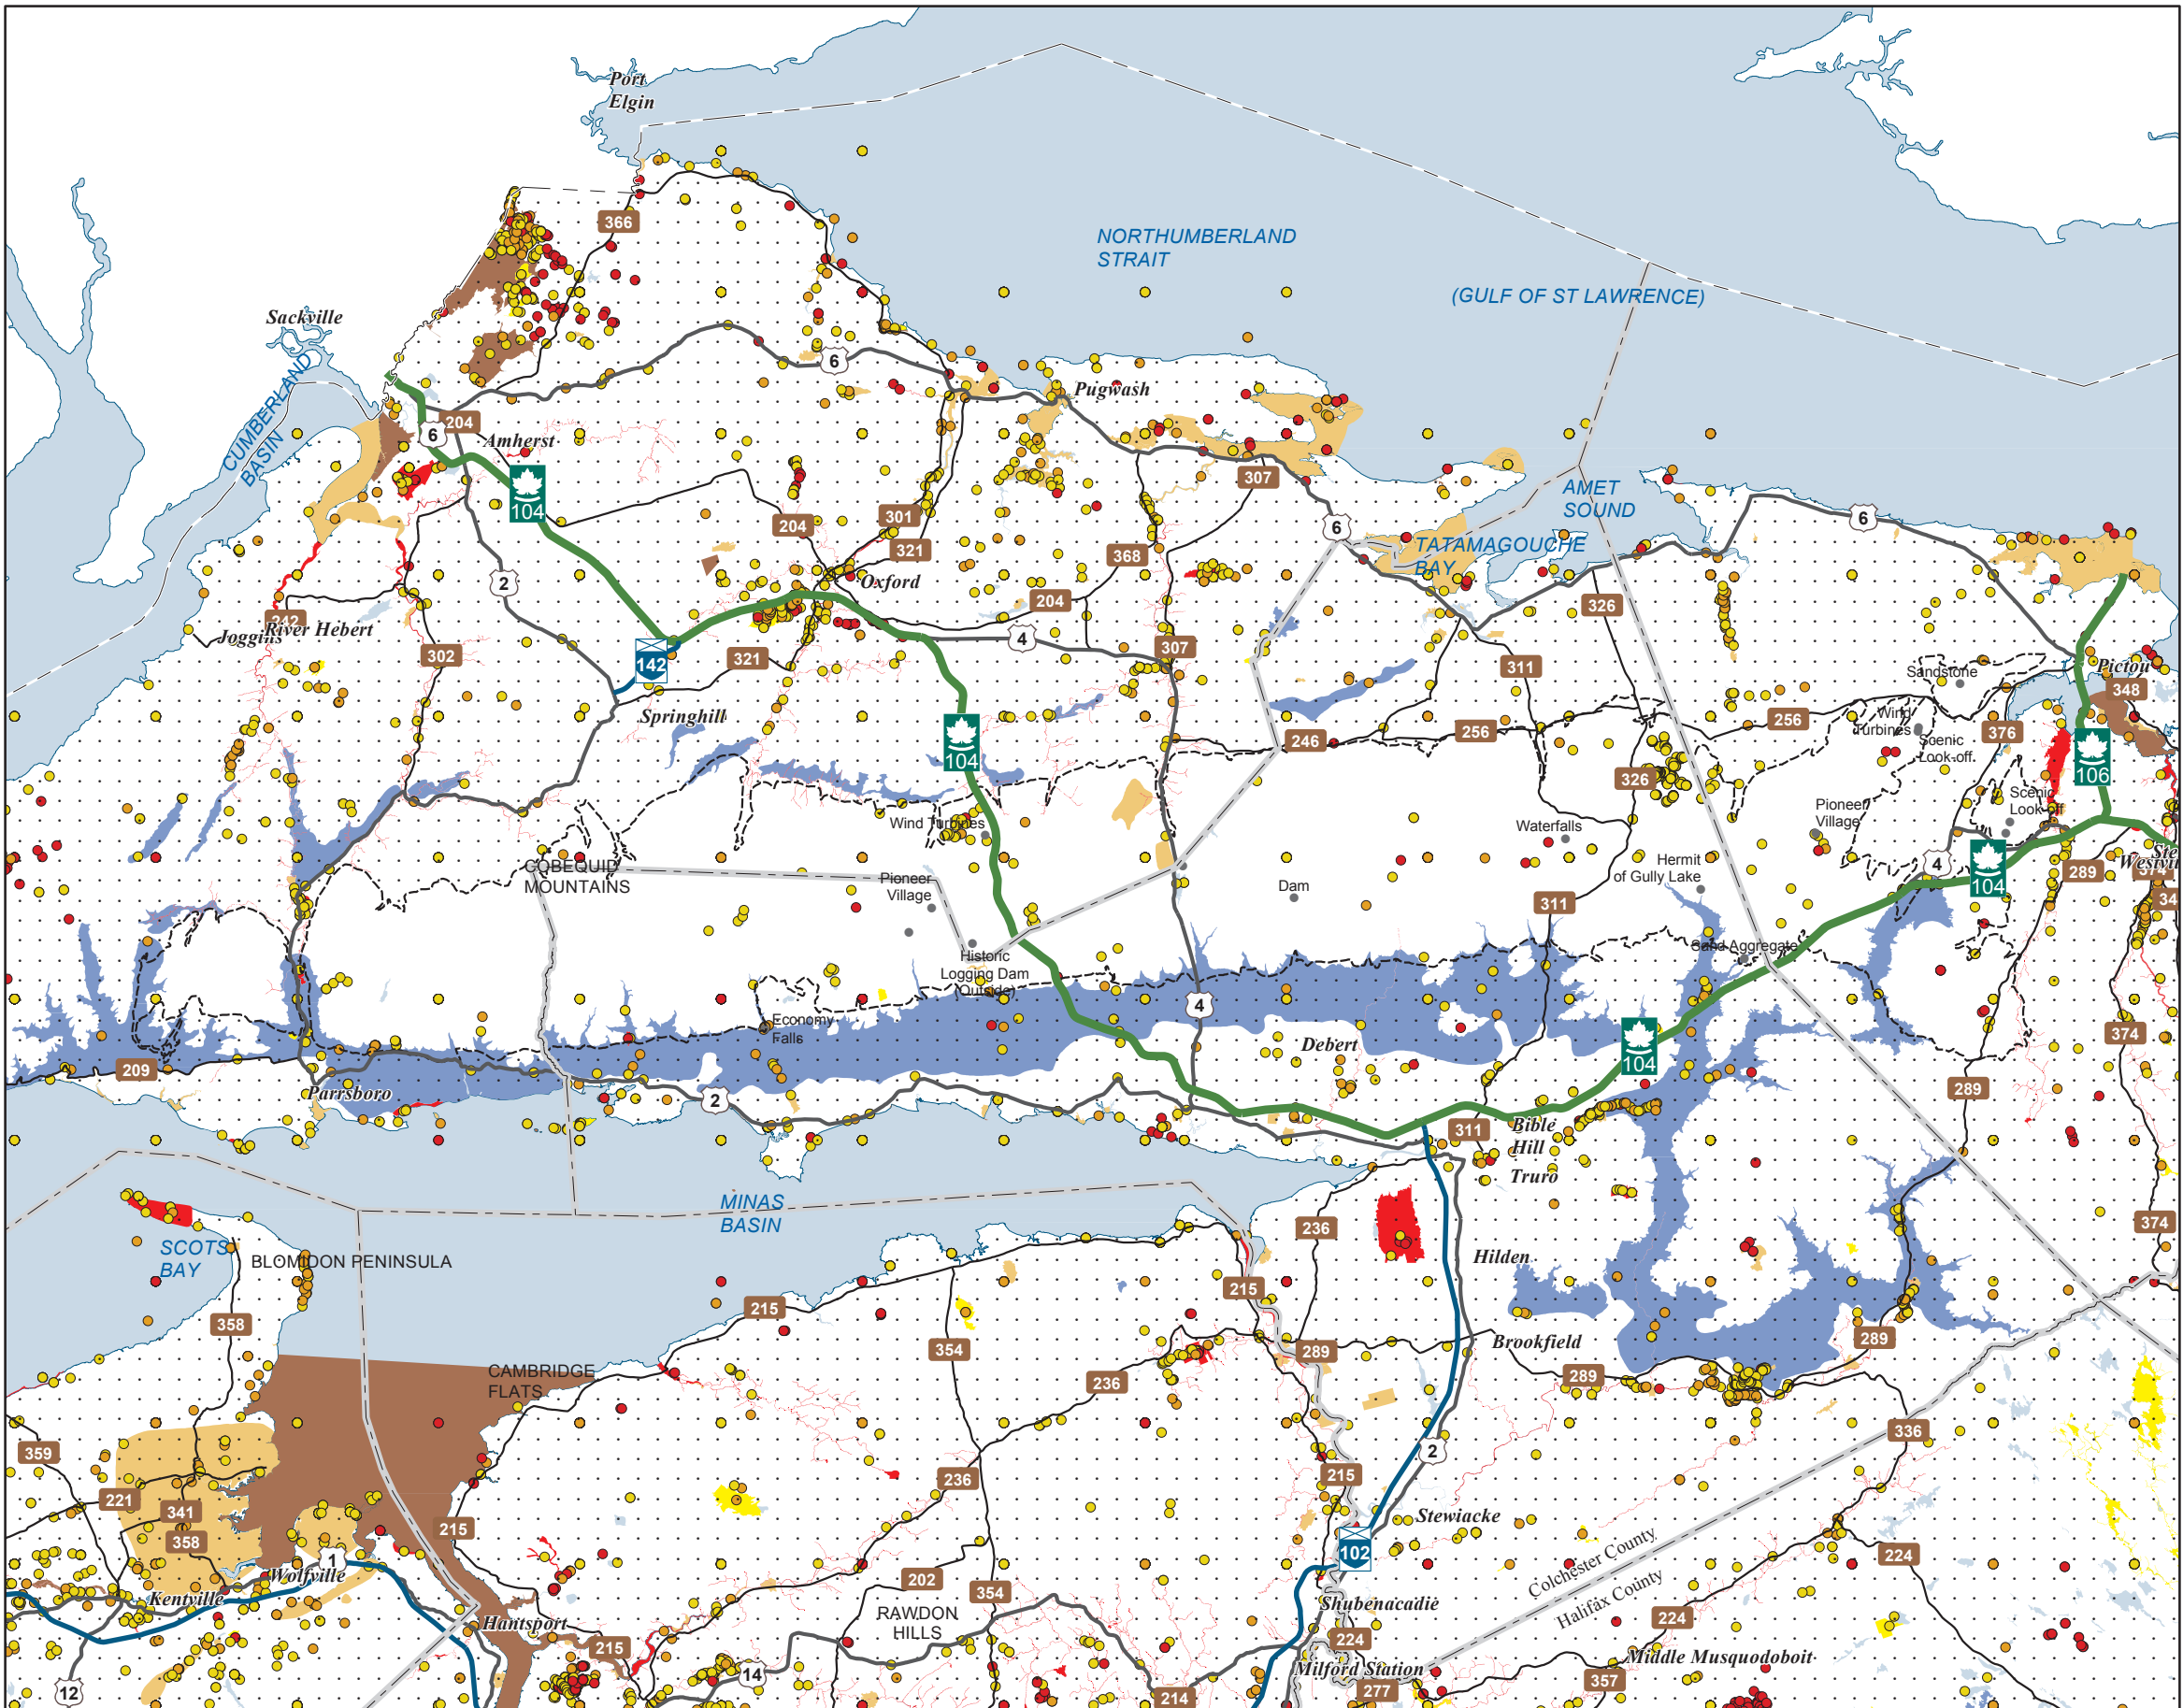 Port
Elgin
366
NORTHUMBERLAND
STRAIT
(GULF OF ST LAWRENCE)
Sackville
CUMBERLAND
BASIN
6
Pugwash
204
6
Amherst
104
307
AMET
SOUND
301
204
6
6
321
368
TATAMAGOUCHE
BAY
2
Oxford
204
326
242
Joggins
River Hebert
4
302
142
321
307
311
Pictou
Sandstone
348
Springhill
Wind
Turbines
256
256
246
376
Scenic
Look-off
104
106
326
Scenic
Look-off
Pioneer
Village
Wind Turbines
Waterfalls
COBEQUID
MOUNTAINS
Pioneer
Village
Hermit
of Gully Lake
4
104
289
Westvil
Ste
374
34
Dam
311
Historic
Logging Dam
(Outside)
Sand Aggregate
4
Economy
Falls
Debert
104
374
209
Parrsboro
2
289
311
Bible
Hill
Truro
MINAS
BASIN
236
374
SCOTS
BAY
BLOMIDON PENINSULA
Hilden
215
215
358
354
289
Brookfield
289
CAMBRIDGE
FLATS
236
289
359
336
2
236
215
221
341
358
215
Stewiacke
102
Colchester County
Halifax County
224
1
Wolfville
Kentville
202
354
Shubenacadie
RAWDON
HILLS
224
Hantsport
215
224
Middle Musquodoboit
14
Milford Station
357
12
214
277